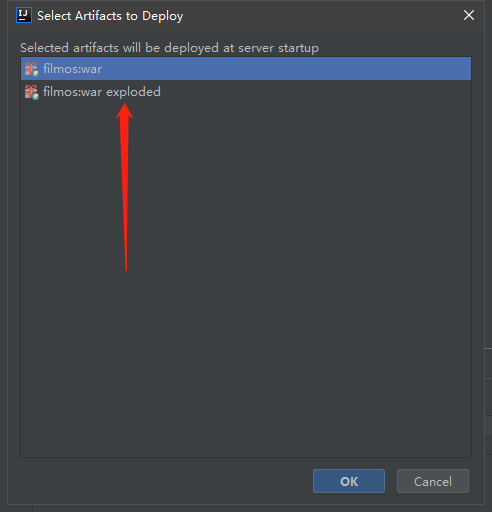 Select Artifacts to Deploy
Selected artifacts will be deployed at server startup
filmos:war
filmos:war exploded
OK
Cancel